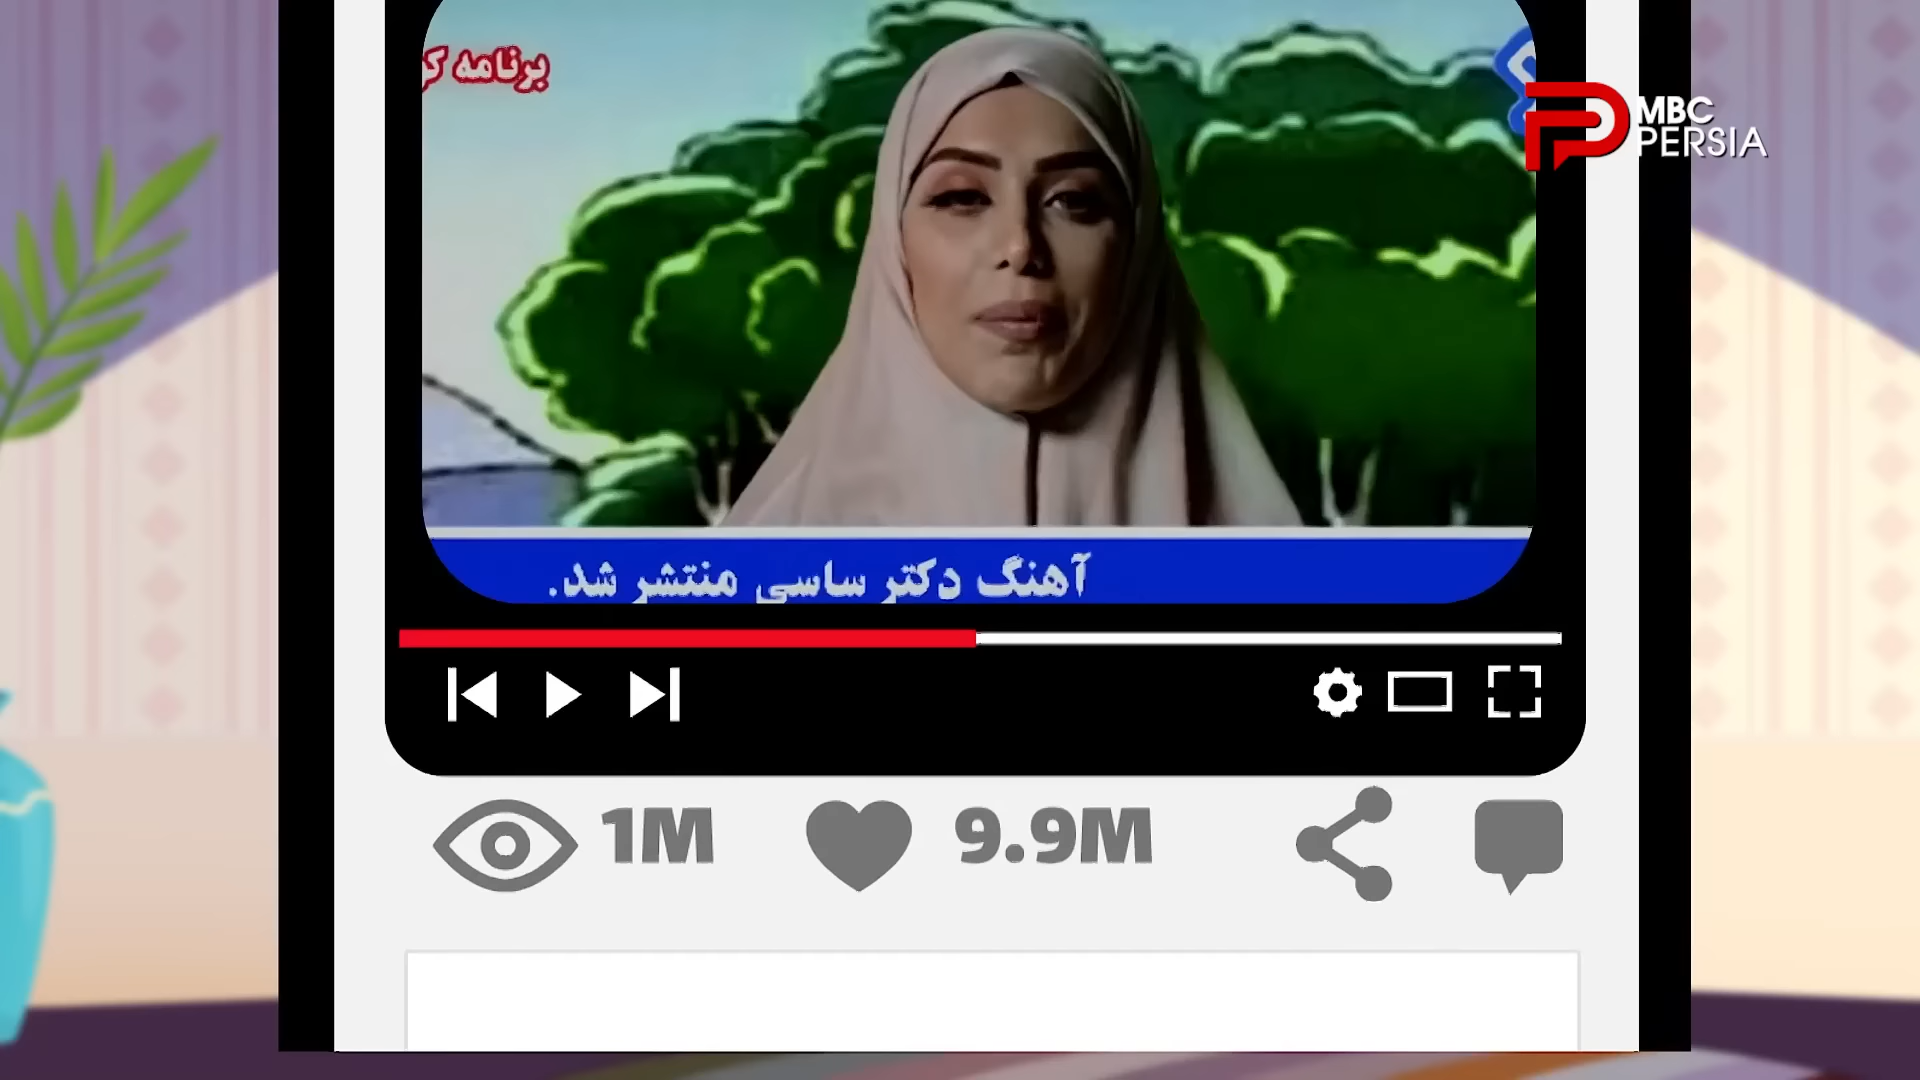 برنامه
MBC
PERSIA
آهنگ دکتر ساسی منتشر شد.
1M
9.9M